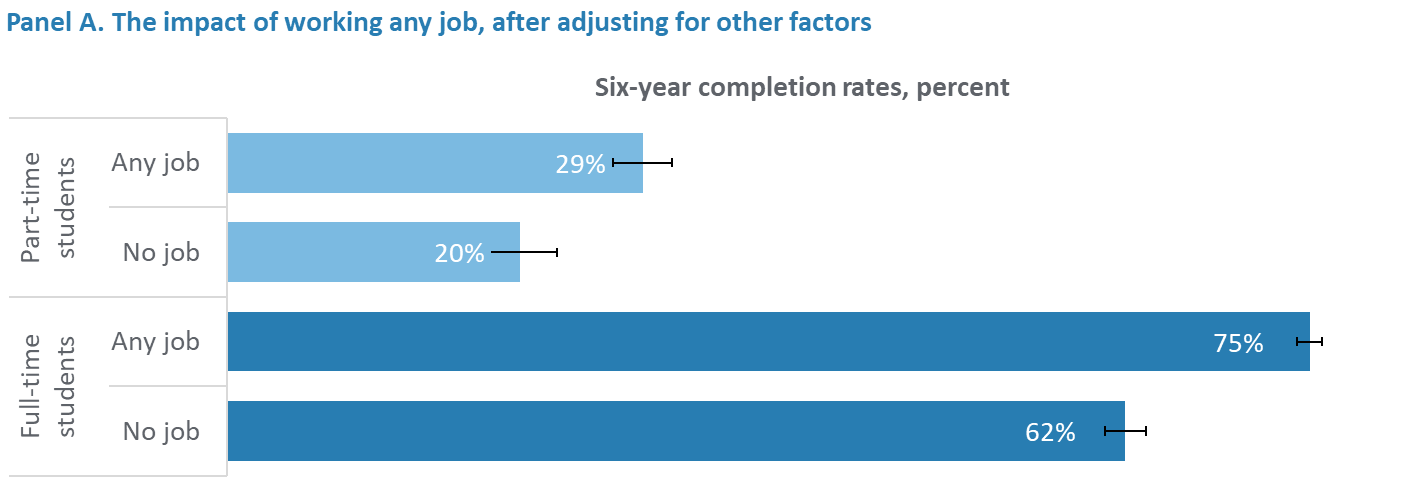 Panel A. The impact of working any job, after adjusting for other factors
Six-year completion rates, percent
Part-time
students
Any job
29%
No job
20%
Full-time
students
Any job
75%
No job
62%